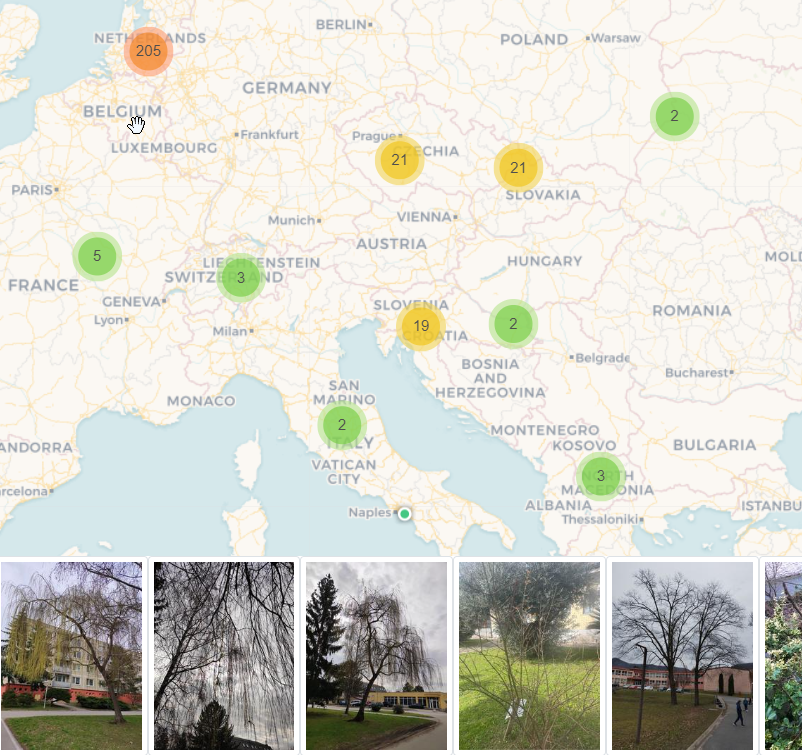 BERLIN
NETHERLANDS
205
POLAND
Warsaw
GERMANY
BELGIUM
2
Frankfurt
Prague
LUXEMBOURG
21
CZECHIA
21
PARIS
SLOVAKIA
Munich
VIENNA
AUSTRIA
5
LIECHTENSTEIN
HUNGARY
MOLD
SWITZERLAND
3
FRANCE
GENEVA
SLOVENIA
ROMANIA
Lyon
Milan
19
CROATIA
2
Belgrade
BOSNIA
AND
HERZEGOVINA
Bucharest
SAN
MARINO
MONACO
2
ITALY
MONTENEGRO
KOSOVO
BULGARIA
ANDORRA
VATICAN
CITY
3
NORTH
MACEDONIA
rcelona
Naples
ALBANIA
Thessaloniki
ISTANBU